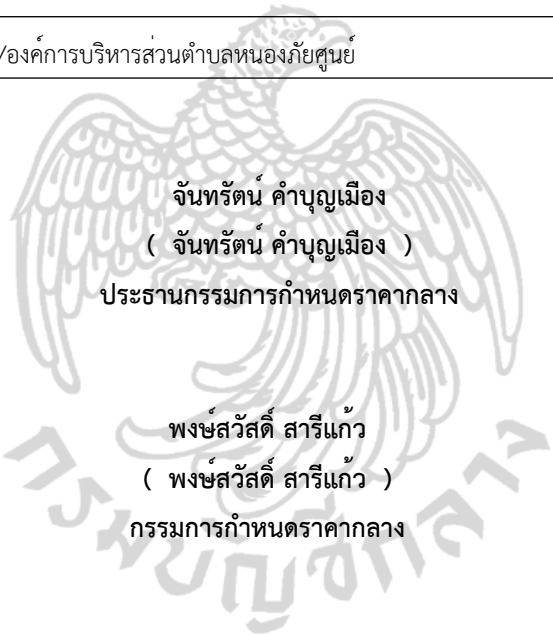 /องค์การบริหารส่วนตำบลหนองภัยศูนย์
จันทรัตน์ คำบุญเมือง
( จันทรัตน์ คำบุญเมือง )
ประธานกรรมการกำหนดราคากลาง
พงษ์สวัสดิ์ สารีแก้ว
( พงษ์สวัสดิ์ สารีแก้ว )
กรรมการกำหนดราคากลาง
กรมบัญชีกลาง